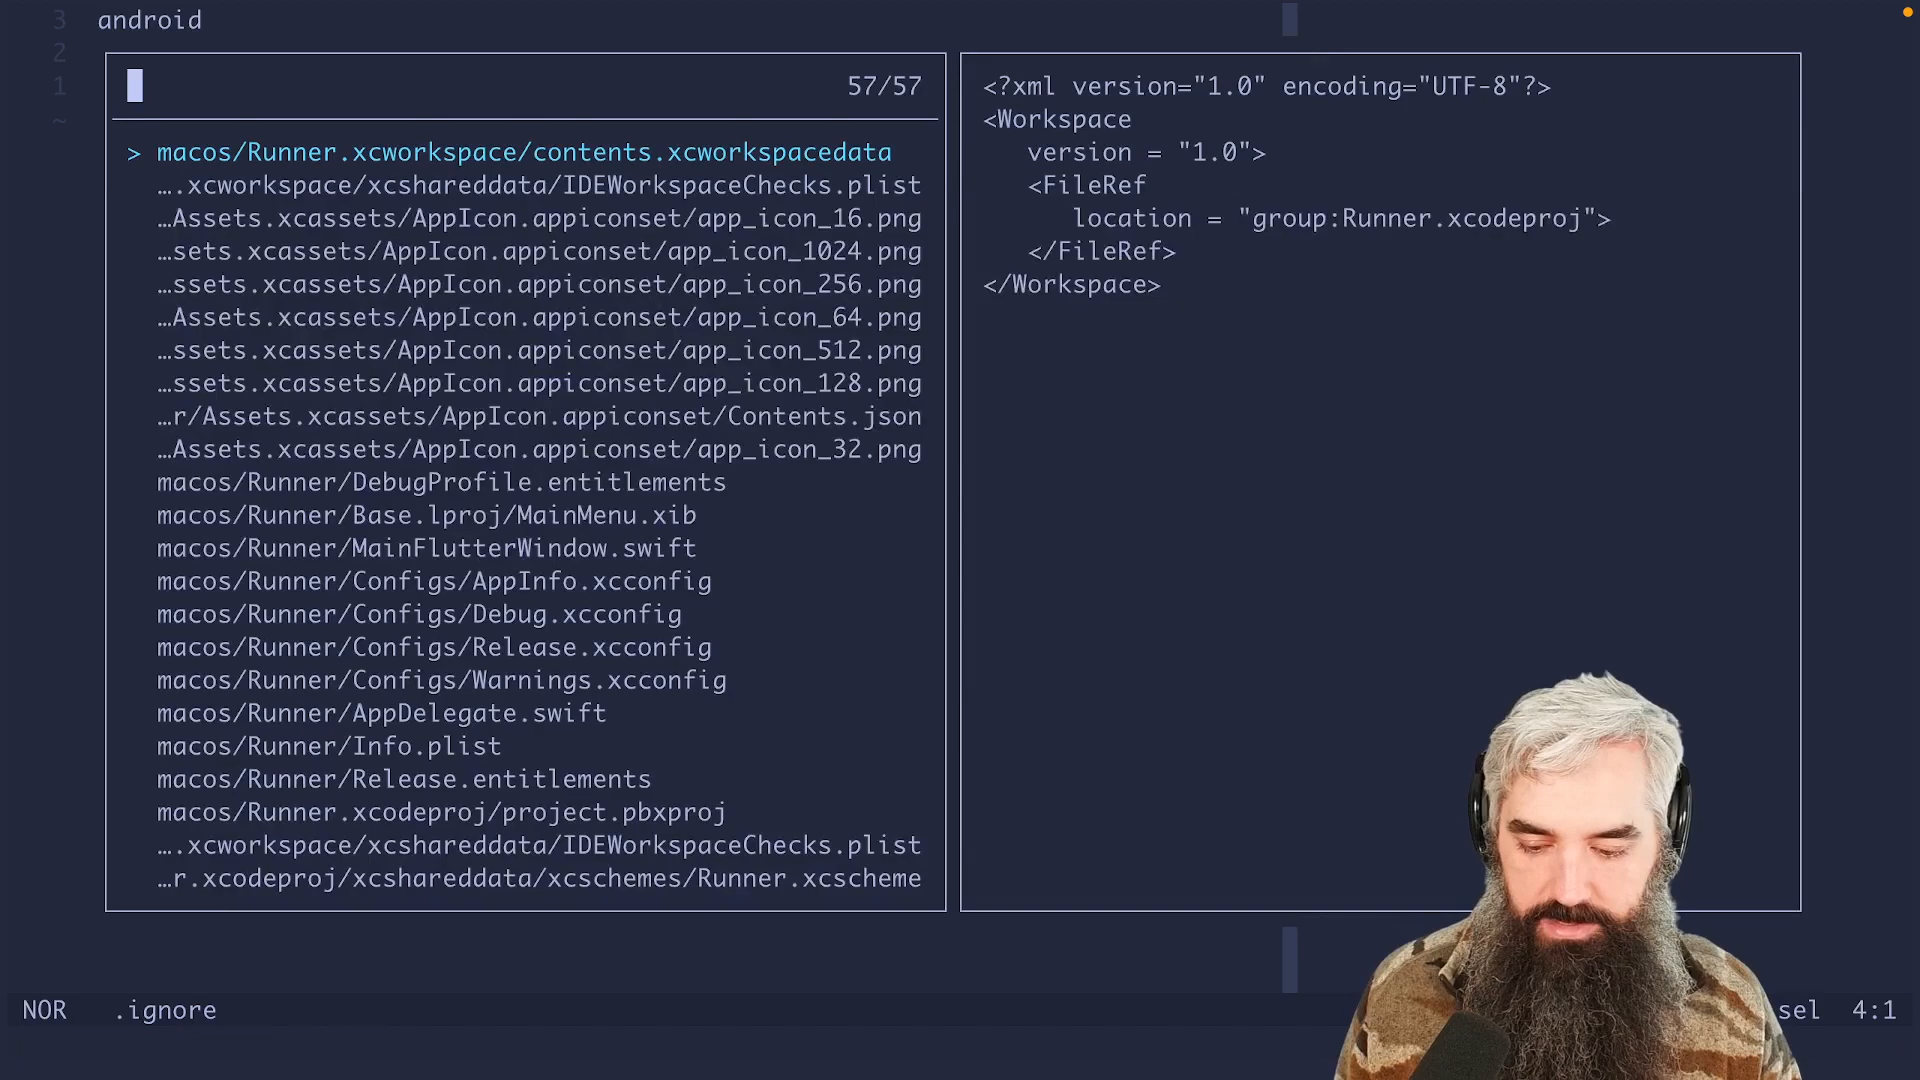 3 android
2
1
~
57/57
> macos/Runner.xcworkspace/contents.xcworkspacedata
….xcworkspace/xcshareddata/IDEWorkspaceChecks.plist
…Assets.xcassets/AppIcon.appiconset/app_icon_16.png
…sets.xcassets/AppIcon.appiconset/app_icon_1024.png
…ssets.xcassets/AppIcon.appiconset/app_icon_256.png
…Assets.xcassets/AppIcon.appiconset/app_icon_64.png
…ssets.xcassets/AppIcon.appiconset/app_icon_512.png
…ssets.xcassets/AppIcon.appiconset/app_icon_128.png
…r/Assets.xcassets/AppIcon.appiconset/Contents.json
…Assets.xcassets/AppIcon.appiconset/app_icon_32.png
macos/Runner/DebugProfile.entitlements
macos/Runner/Base.lproj/MainMenu.xib
macos/Runner/MainFlutterWindow.swift
macos/Runner/Configs/AppInfo.xcconfig
macos/Runner/Configs/Debug.xcconfig
macos/Runner/Configs/Release.xcconfig
macos/Runner/Configs/Warnings.xcconfig
macos/Runner/AppDelegate.swift
macos/Runner/Info.plist
macos/Runner/Release.entitlements
macos/Runner.xcodeproj/project.pbxproj
….xcworkspace/xcshareddata/IDEWorkspaceChecks.plist
…r.xcodeproj/xcshareddata/xcschemes/Runner.xcscheme
<?xml version="1.0" encoding="UTF-8"?>
<Workspace
version = "1.0">
<FileRef
location = "group:Runner.xcodeproj">
</FileRef>
</Workspace>
NOR .ignore sel 4:1